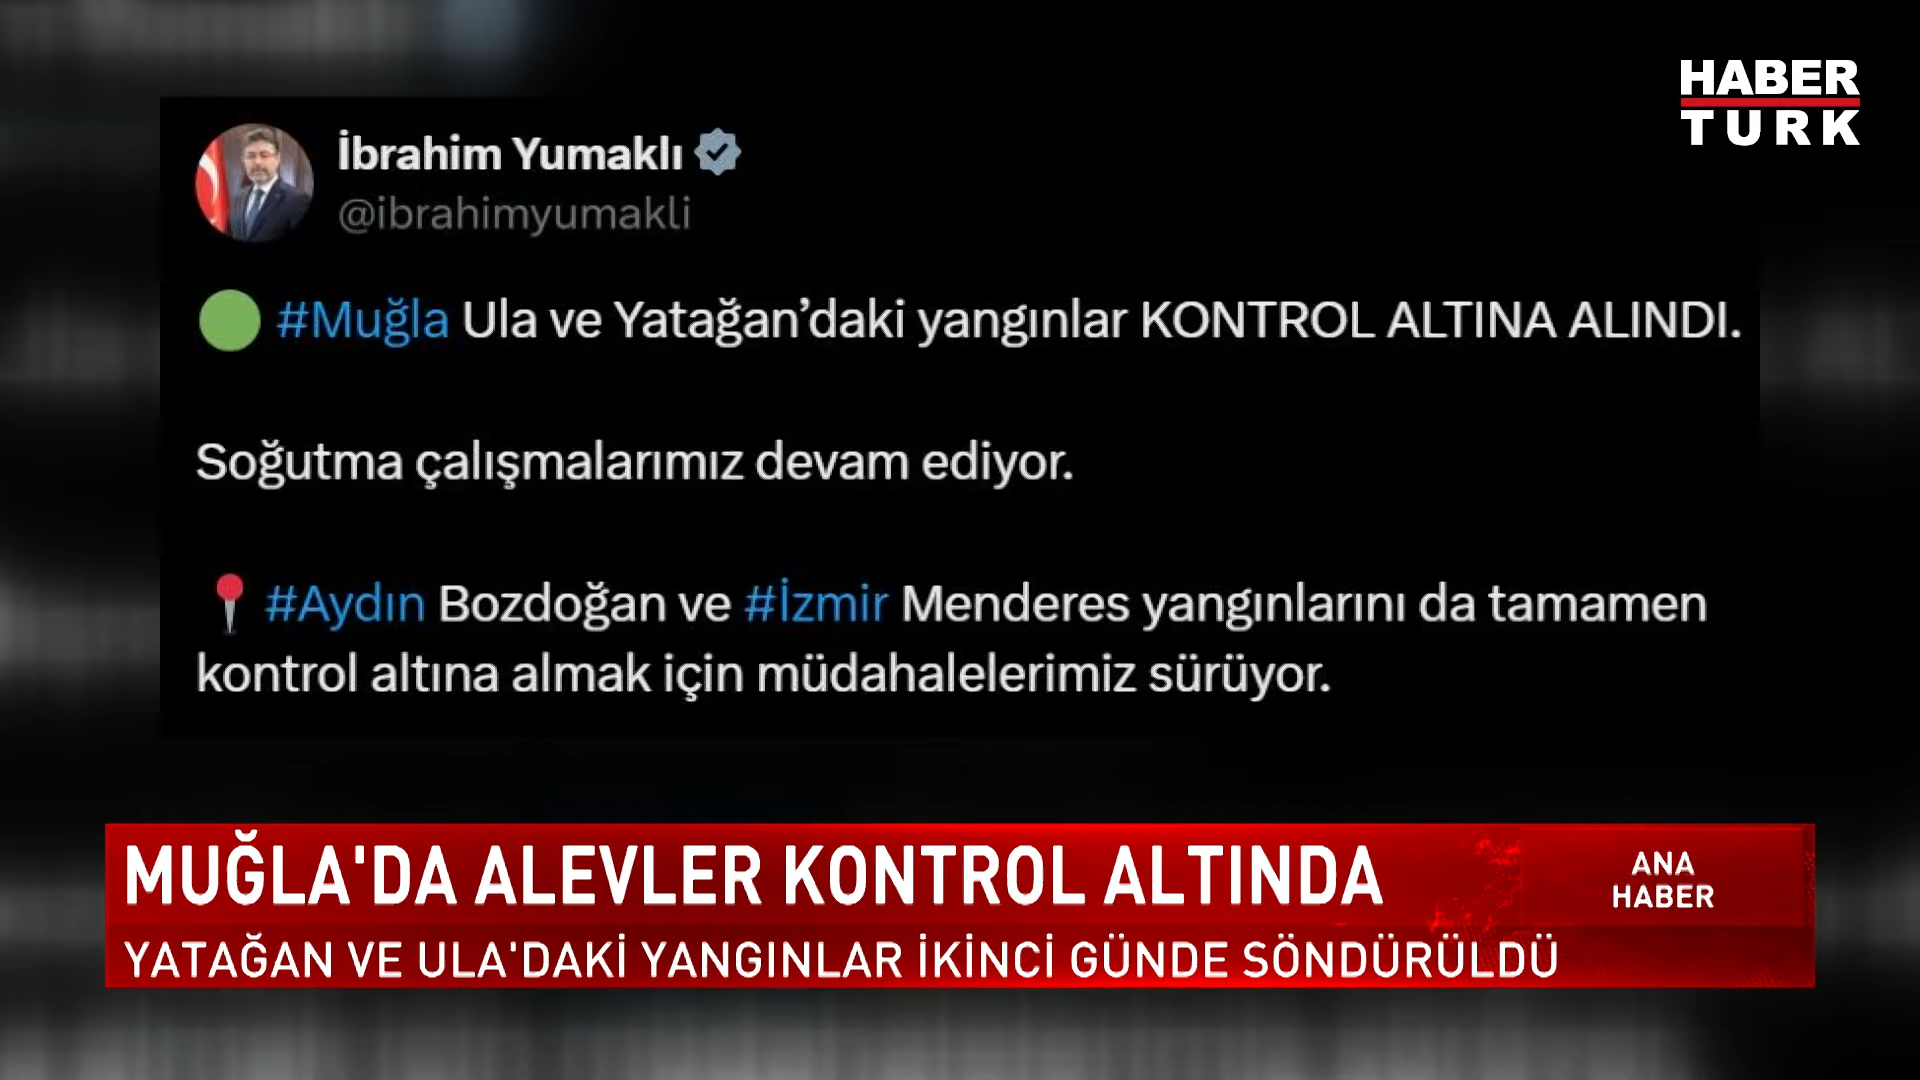 HABER
TURK
İbrahim Yumaklı
@ibrahimyumakli
#Muğla Ula ve Yatağan’daki yangınlar KONTROL ALTINA ALINDI.
Soğutma çalışmalarımız devam ediyor.
#Aydın Bozdoğan ve #İzmir Menderes yangınlarını da tamamen
kontrol altına almak için müdahalelerimiz sürüyor.
MUĞLA'DA ALEVLER KONTROL ALTINDA
YATAĞAN VE ULA'DAKİ YANGINLAR İKİNCİ GÜNDE SÖNDÜRÜLDÜ
ANA
HABER